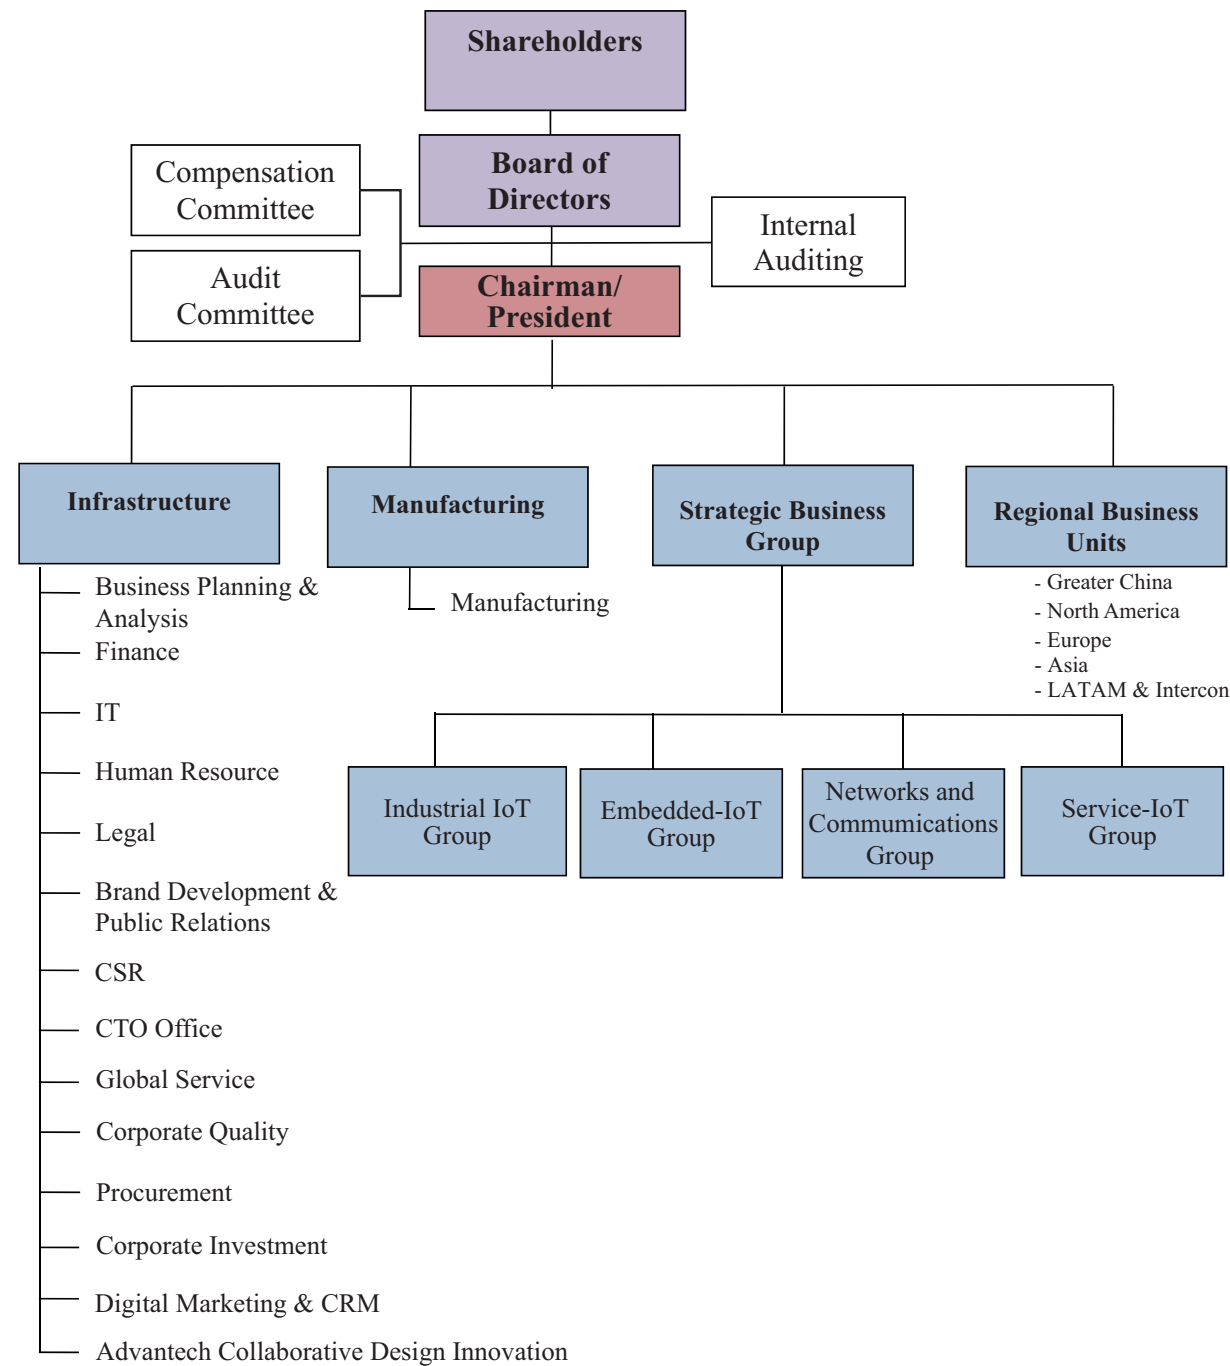 Shareholders
Board of
Directors
Compensation
Committee
Internal
Auditing
Audit
Committee
Chairman/
President
Infrastructure
Manufacturing
Strategic Business
Group
Regional Business
Units
Business Planning &
Analysis
Finance
IT
Human Resource
Legal
Brand Development &
Public Relations
CSR
CTO Office
Global Service
Corporate Quality
Procurement
Corporate Investment
Digital Marketing & CRM
Advantech Collaborative Design Innovation
Manufacturing
- Greater China
- North America
- Europe
- Asia
- LATAM & Intercon
Industrial IoT
Group
Embedded-IoT
Group
Networks and
Commumications
Group
Service-IoT
Group